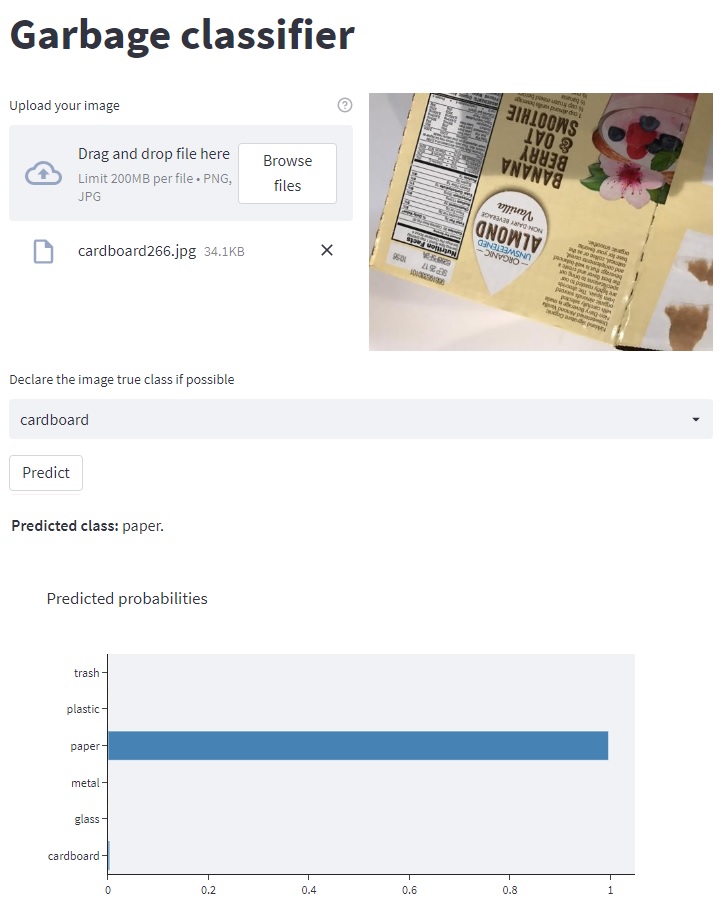 Garbage classifier
Upload your image
Drag and drop file here
Limit 200MB per file • PNG,
JPG
Browse
files
cardboard266.jpg 34.1KB
BANANA
BERRY
& OAT
SMOOTHIE
Vanilla
NON-DAIRY BEVERAGE
ALMOND
UNSWEETENED
ORGANIC
Nutrition Facts
SEP 25 17
Declare the image true class if possible
cardboard
Predict
Predicted class: paper.
Predicted probabilities
trash
plastic
paper
metal
glass
cardboard
0 0.2 0.4 0.6 0.8 1